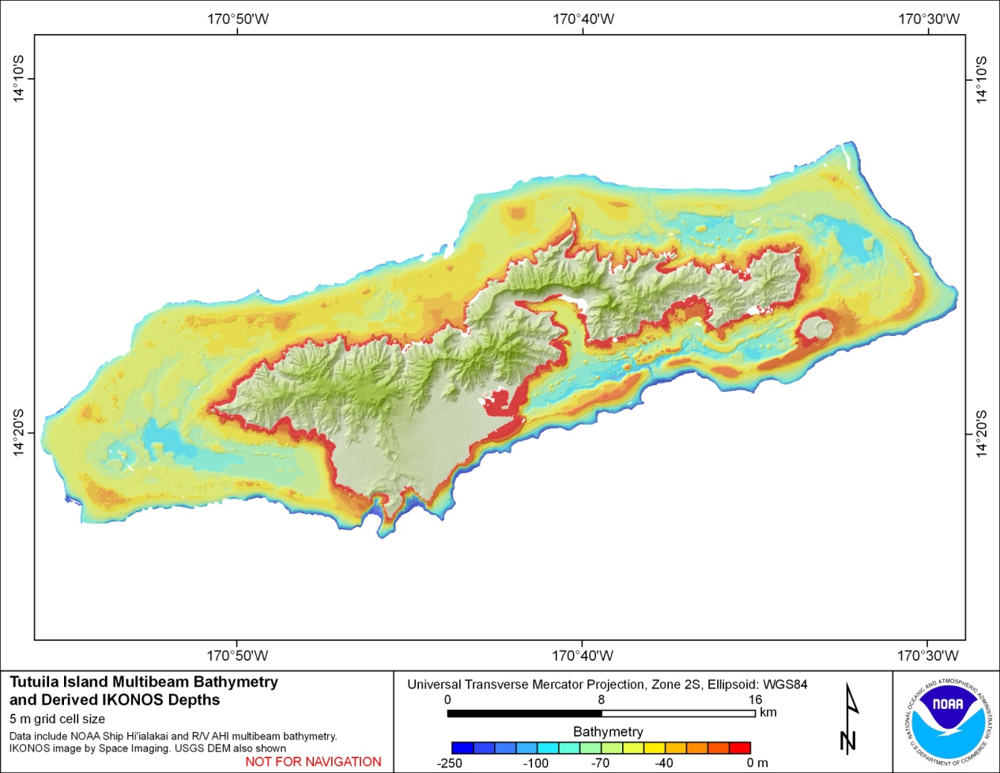 170°50'W 170°40'W 170°30'W
14°10'S 14°10'S
14°20'S 14°20'S
170°50'W 170°40'W 170°30'W
Tutuila Island Multibeam Bathymetry
and Derived IKONOS Depths
5 m grid cell size
Data include NOAA Ship Hi'ialakai and R/V AHI multibeam bathymetry.
IKONOS image by Space Imaging. USGS DEM also shown
NOT FOR NAVIGATION
Universal Transverse Mercator Projection, Zone 2S, Ellipsoid: WGS84
0 8 16
km
Bathymetry
-250 -100 -70 -40 0 m
N
NATIONAL OCEANIC AND ATMOSPHERIC ADMINISTRATION
NOAA
U.S. DEPARTMENT OF COMMERCE